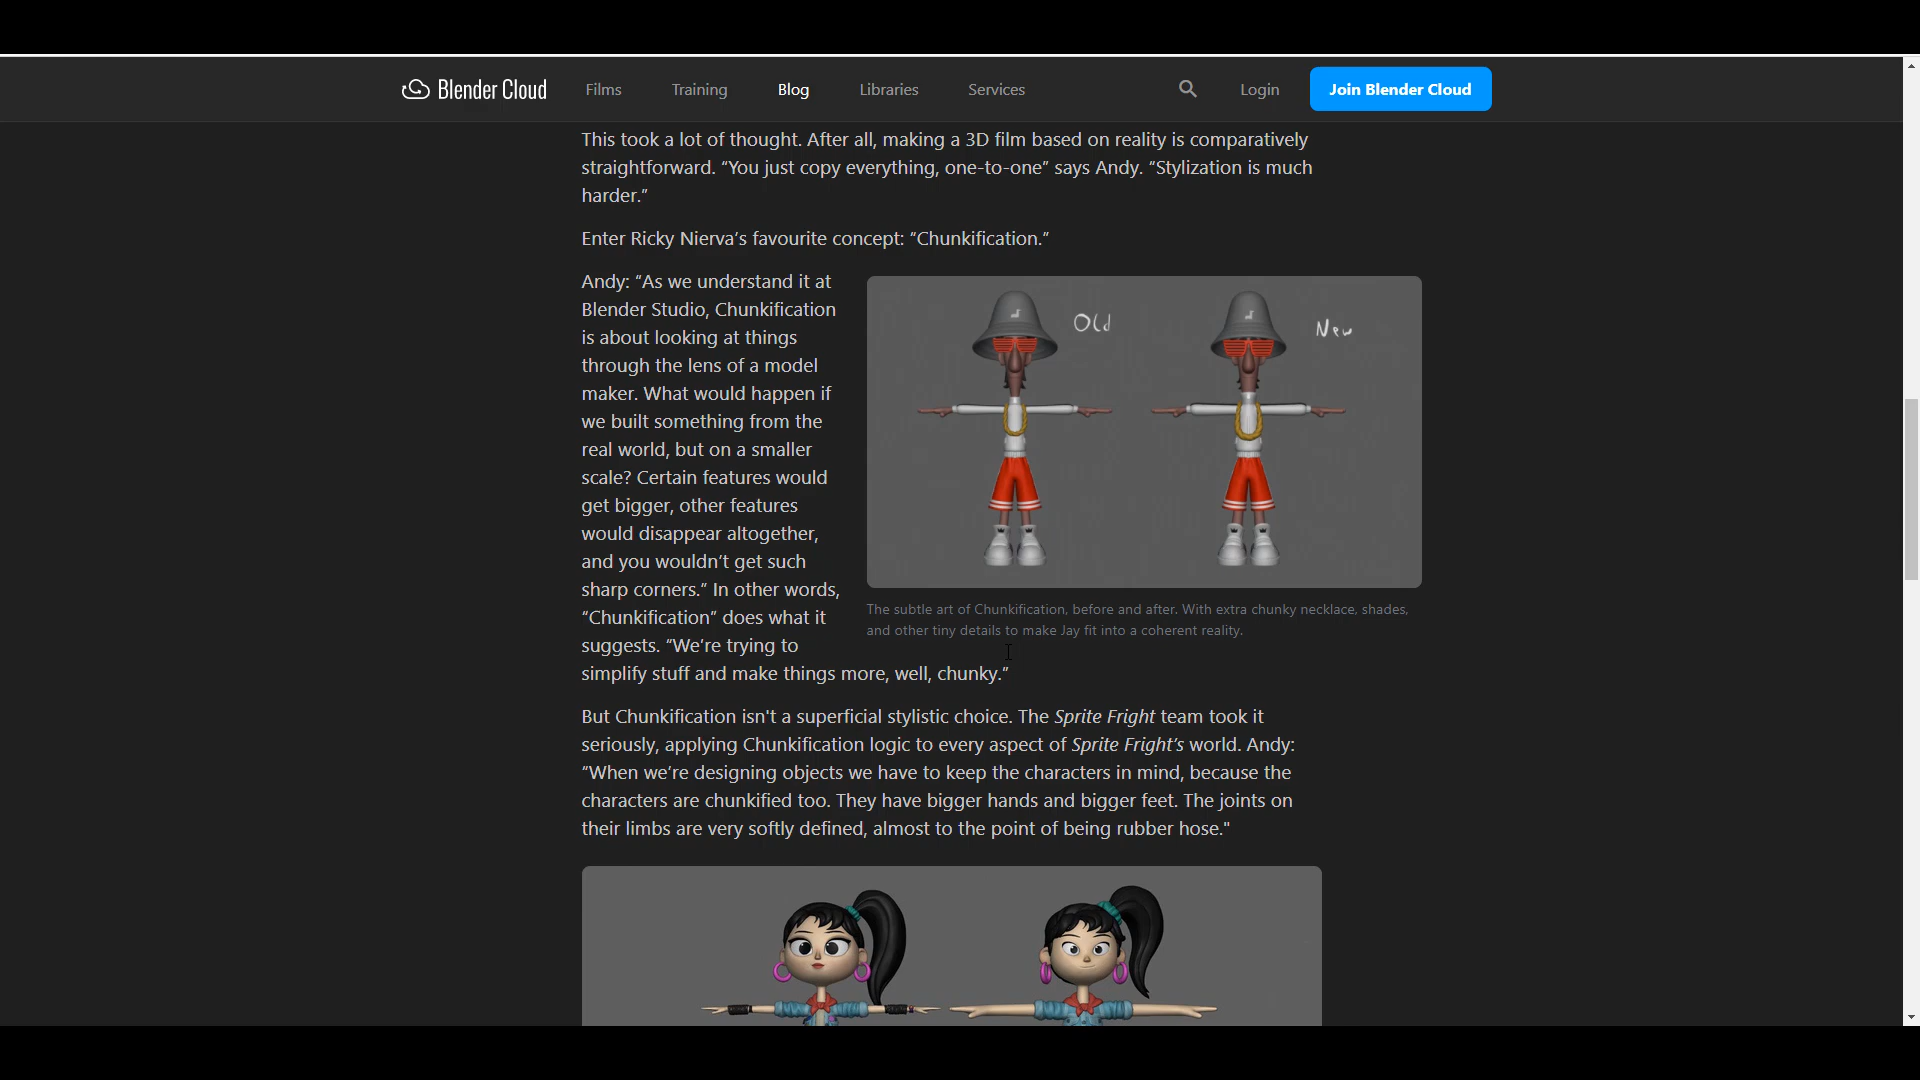 Blender Cloud Films Training Blog Libraries Services Login Join Blender Cloud
This took a lot of thought. After all, making a 3D film based on reality is comparatively
straightforward. “You just copy everything, one-to-one” says Andy. “Stylization is much
harder.”
Enter Ricky Nierva’s favourite concept: “Chunkification.”
Andy: “As we understand it at
Blender Studio, Chunkification
is about looking at things
through the lens of a model
maker. What would happen if
we built something from the
real world, but on a smaller
scale? Certain features would
get bigger, other features
would disappear altogether,
and you wouldn’t get such
sharp corners.” In other words,
“Chunkification” does what it
suggests. “We’re trying to
simplify stuff and make things more, well, chunky.”
Old
New
The subtle art of Chunkification, before and after. With extra chunky necklace, shades,
and other tiny details to make Jay fit into a coherent reality.
But Chunkification isn't a superficial stylistic choice. The Sprite Fright team took it
seriously, applying Chunkification logic to every aspect of Sprite Fright’s world. Andy:
“When we’re designing objects we have to keep the characters in mind, because the
characters are chunkified too. They have bigger hands and bigger feet. The joints on
their limbs are very softly defined, almost to the point of being rubber hose."